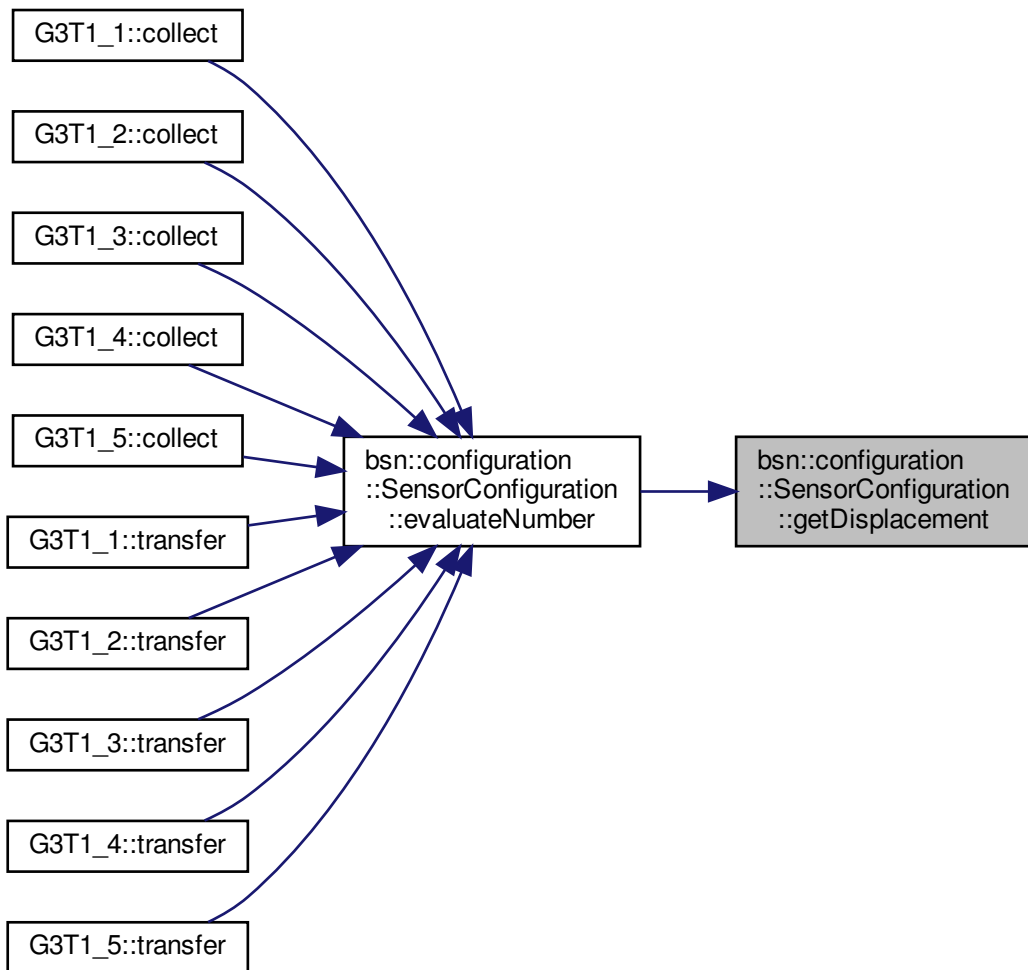 G3T1_1::collect
G3T1_2::collect
G3T1_3::collect
G3T1_4::collect
G3T1_5::collect
G3T1_1::transfer
G3T1_2::transfer
G3T1_3::transfer
G3T1_4::transfer
G3T1_5::transfer
bsn::configuration
::SensorConfiguration
::evaluateNumber
bsn::configuration
::SensorConfiguration
::getDisplacement